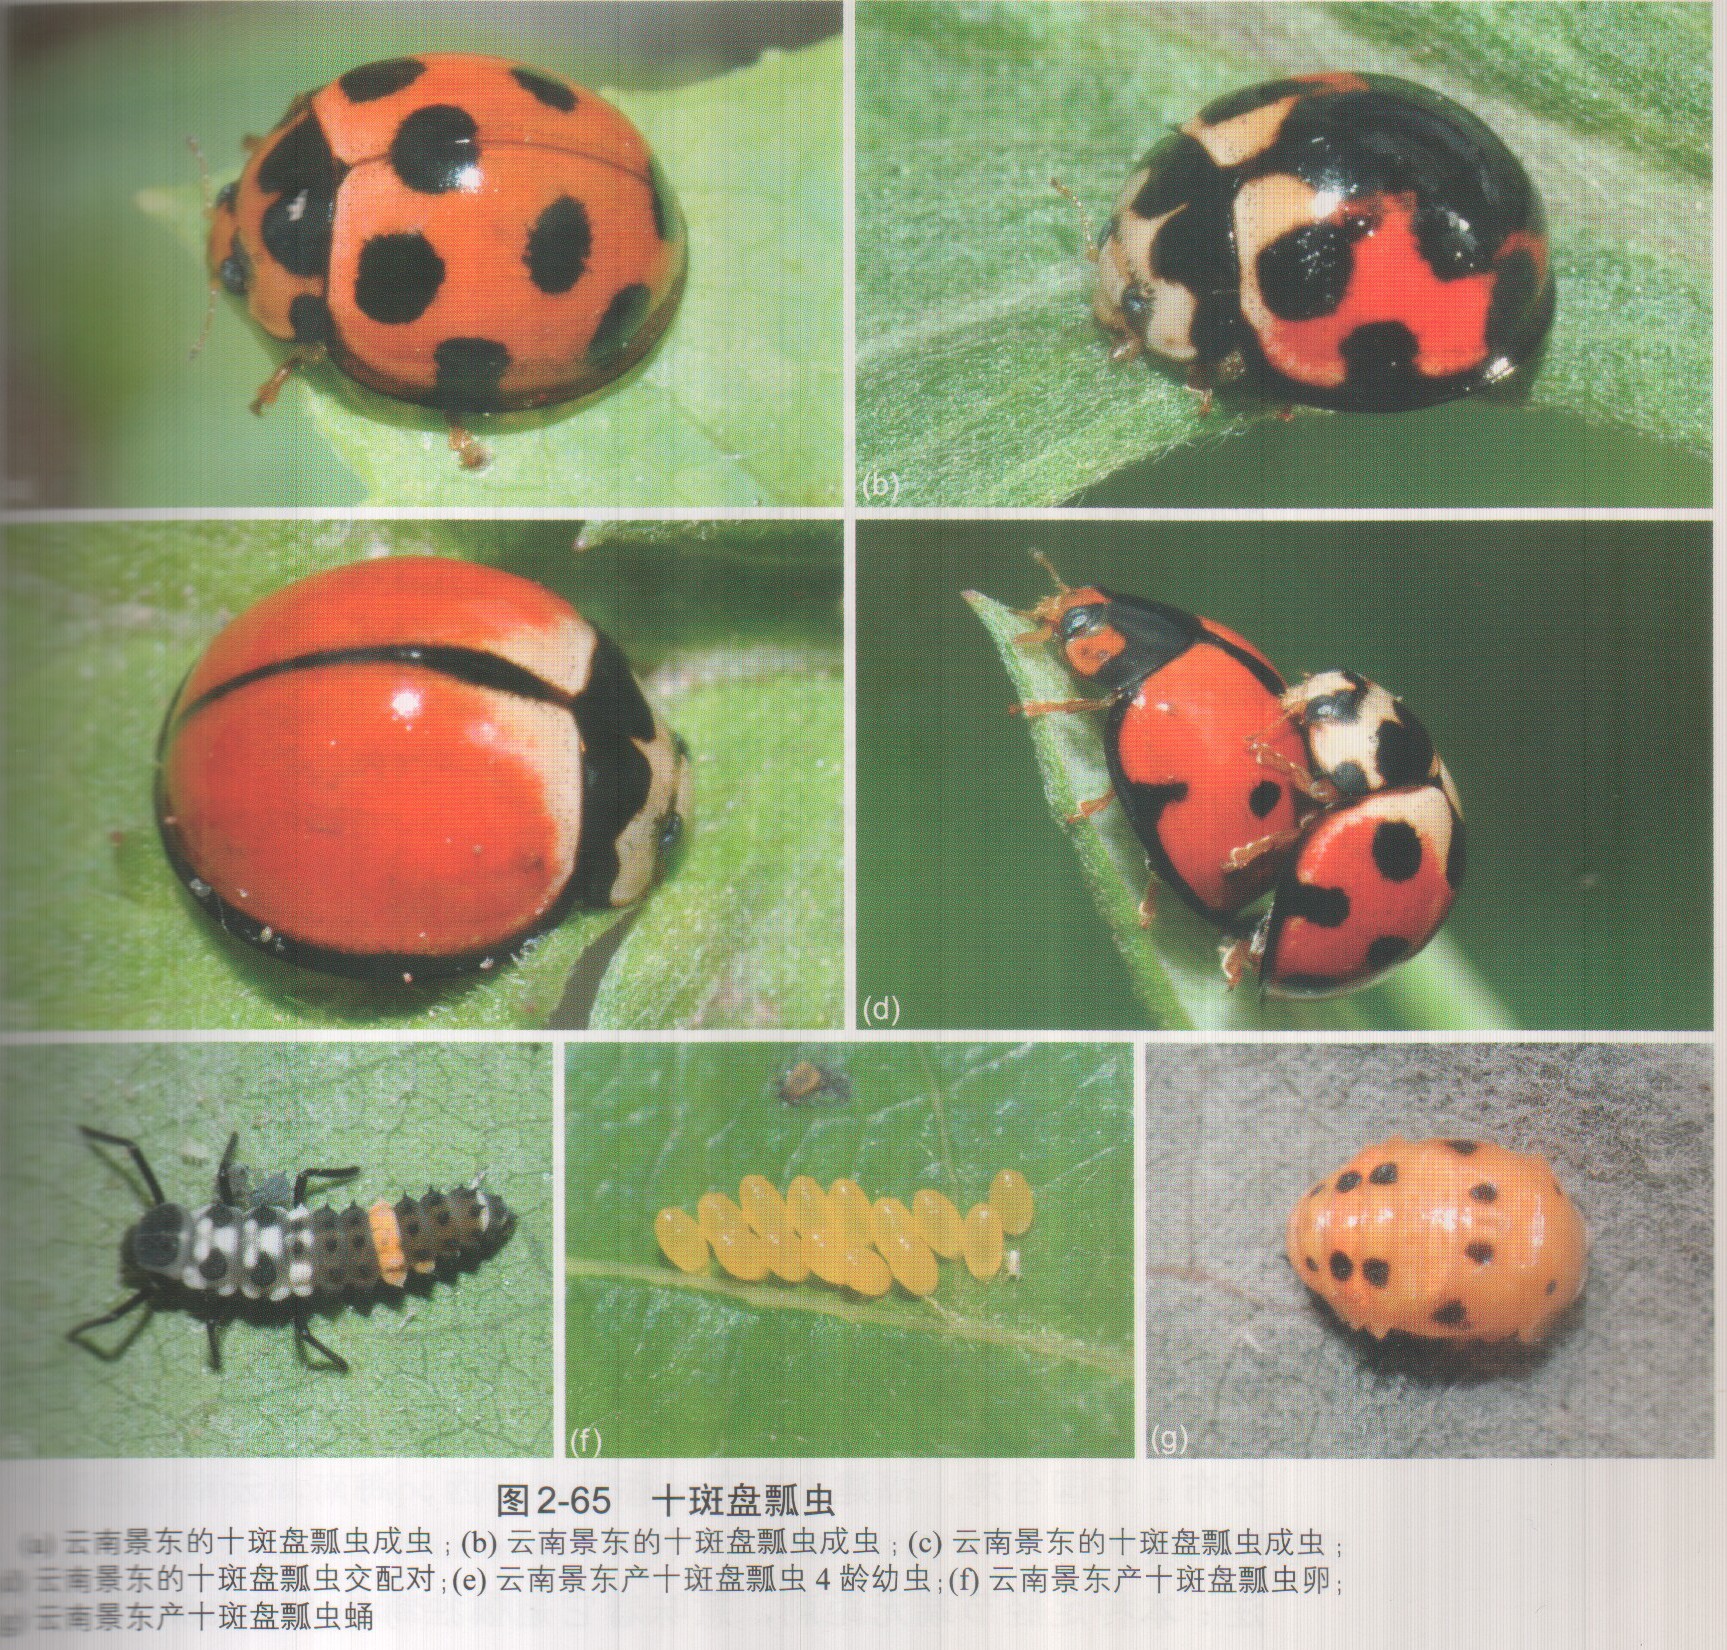 (b)
(d)
(f)
(g)
图2-65 十斑盘瓢虫
(a) 云南景东的十斑盘瓢虫成虫；(b) 云南景东的十斑盘瓢虫成虫；(c) 云南景东的十斑盘瓢虫成虫；
云南景东的十斑盘瓢虫交配对；(e) 云南景东产十斑盘瓢虫 4 龄幼虫；(f) 云南景东产十斑盘瓢虫卵；
云南景东产十斑盘瓢虫蛹